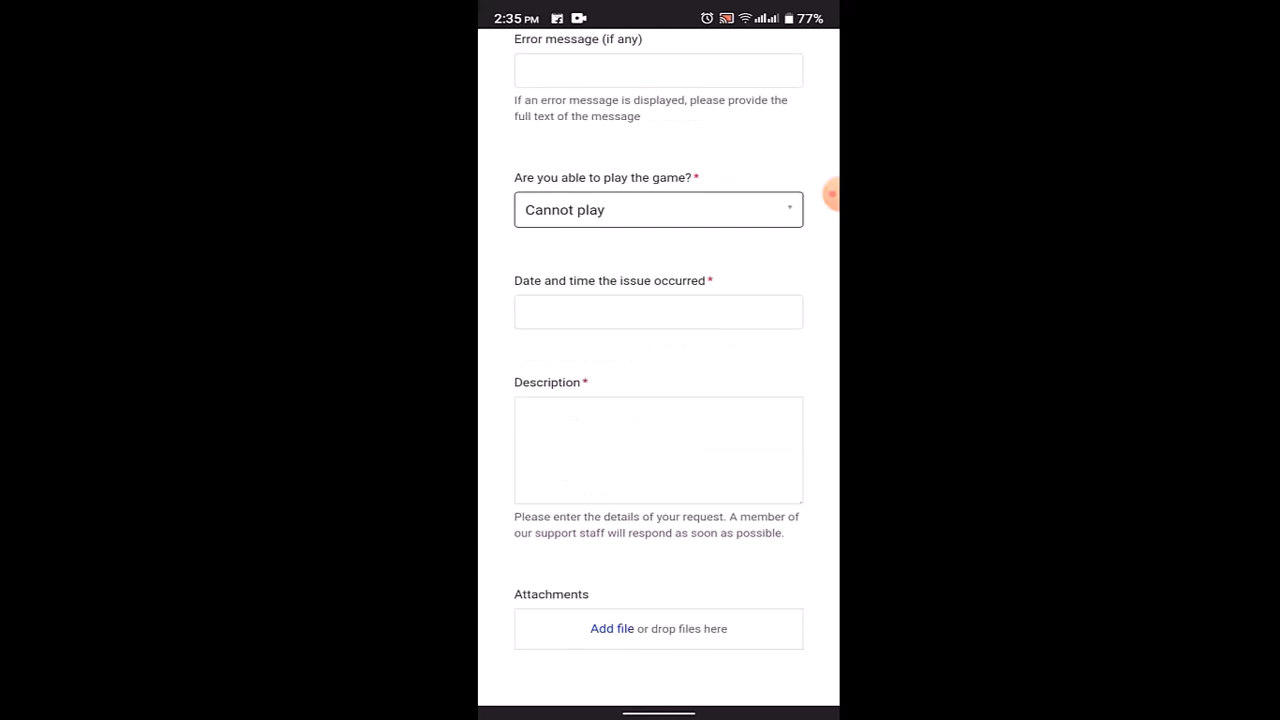 2:35 PM 77%
Error message (if any)
If an error message is displayed, please provide the
full text of the message
Are you able to play the game? *
Cannot play
Date and time the issue occurred *
Description *
Please enter the details of your request. A member of
our support staff will respond as soon as possible.
Attachments
Add file or drop files here